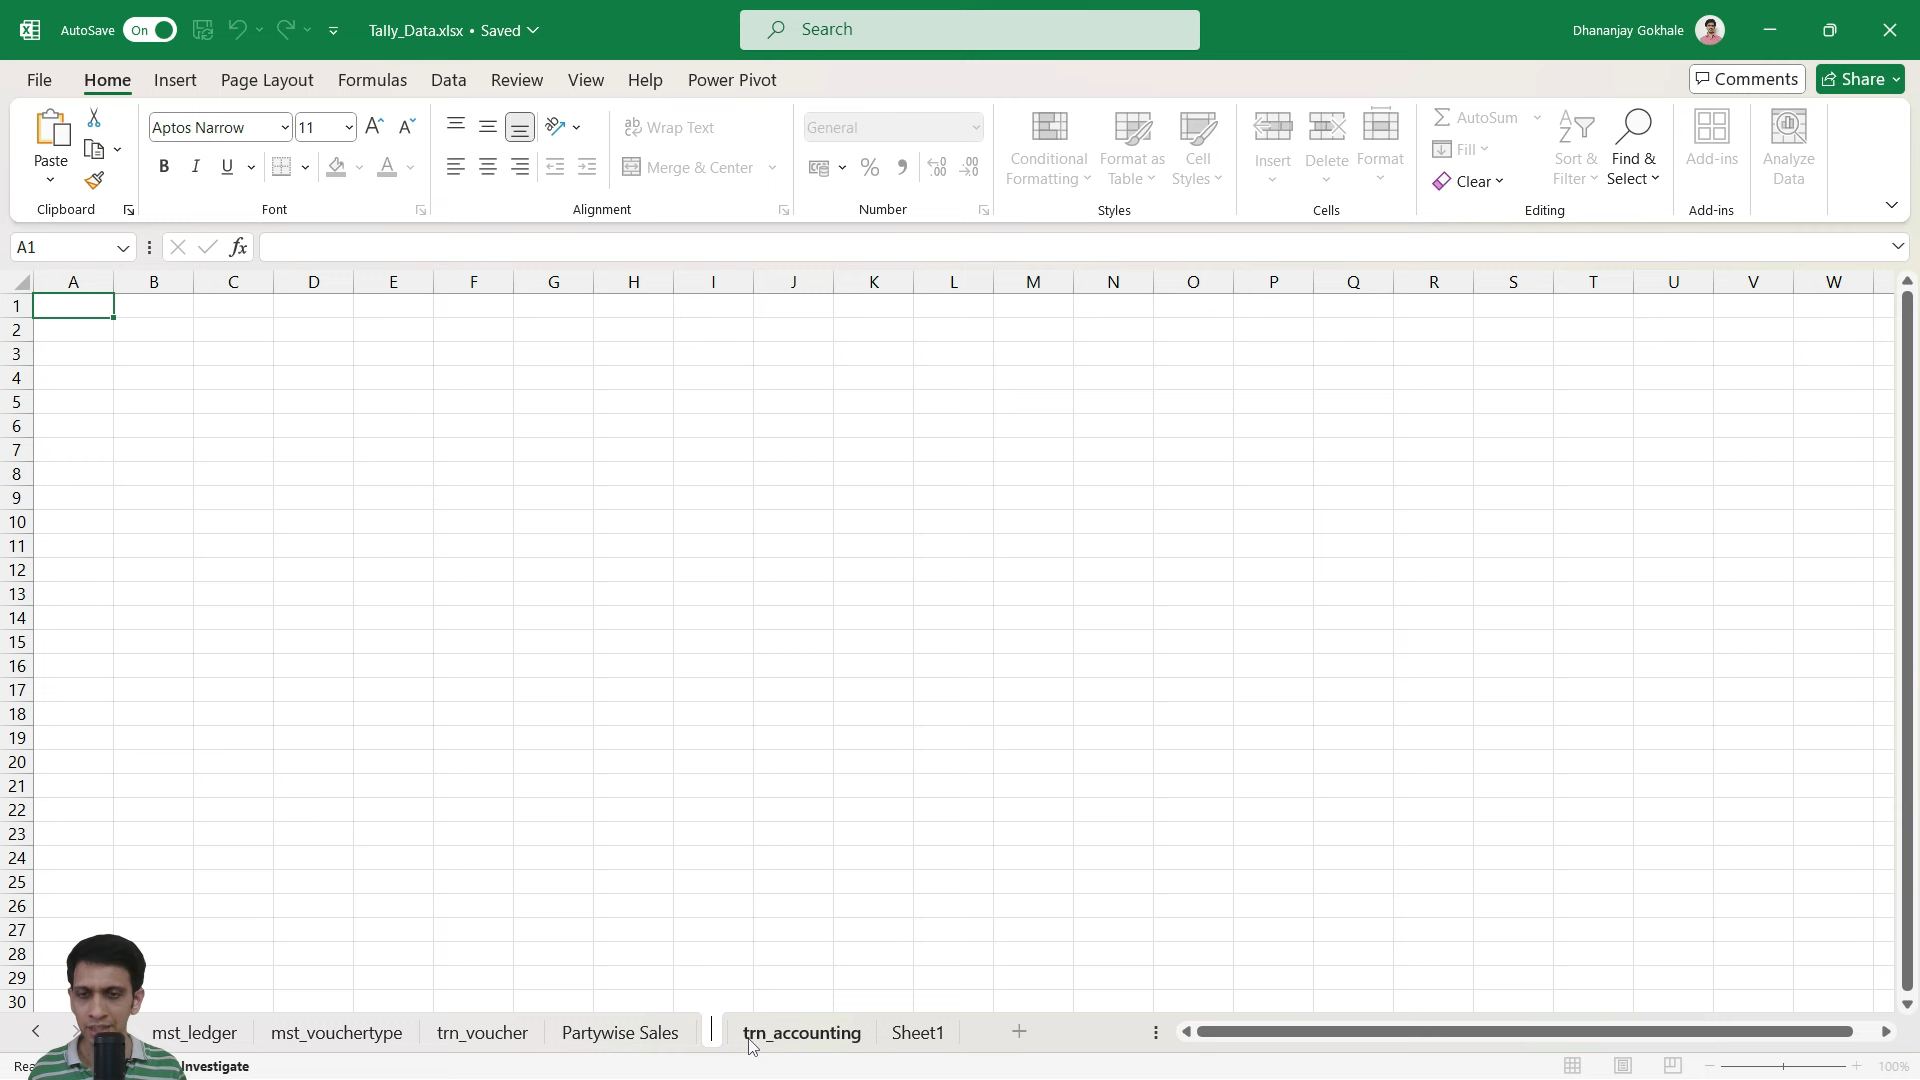 AutoSave On Tally_Data.xlsx • Saved Search Dhananjay Gokhale
File Home Insert Page Layout Formulas Data Review View Help Power Pivot Comments Share
Paste
Clipboard
Aptos Narrow 11
B I U A
Font
Wrap Text
Merge & Center
Alignment
General
%
Number
Conditional Formatting
Format as Table
Cell Styles
Styles
Insert Delete Format
Cells
AutoSum
Fill
Clear
Sort & Filter
Find & Select
Editing
Add-ins
Add-ins
Analyze Data
A1 fx
A B C D E F G H I J K L M N O P Q R S T U V W
1
2
3
4
5
6
7
8
9
10
11
12
13
14
15
16
17
18
19
20
21
22
23
24
25
26
27
28
29
30
mst_ledger mst_vouchertype trn_voucher Partywise Sales trn_accounting Sheet1
Investigate 100%